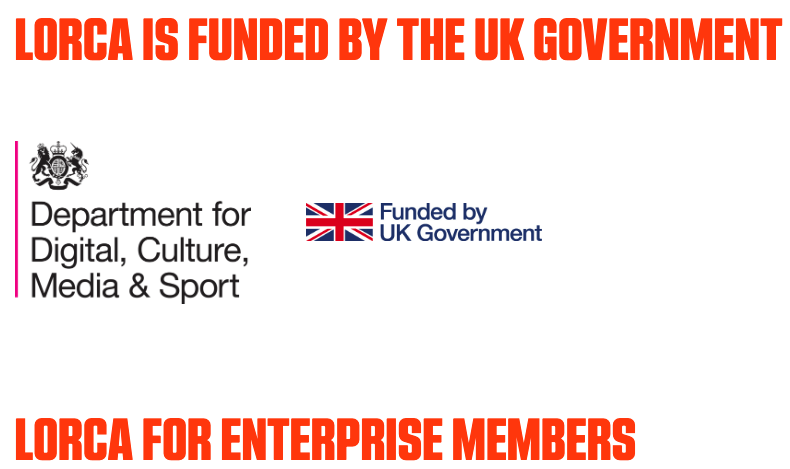 LORCA IS FUNDED BY THE UK GOVERNMENT
Department for
Digital, Culture,
Media & Sport
Funded by
UK Government
LORCA FOR ENTERPRISE MEMBERS